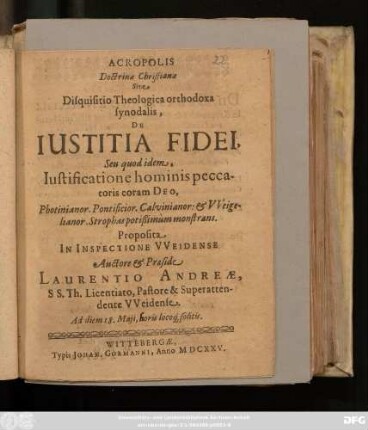 ACROPOLIS
Doctrinæ Christianæ
Sive
Disquisitio Theologica orthodoxa
synodalis,
DE
IUSTITIA FIDEI,
Seu quod idem,
Iustificatione hominis pecca-
toris coram DEO,
Photinianor. Pontificior. Calvinianor: & VVeige-
lianor. Strophas potissimum monstrans.
Proposita
IN INSPECTIONE VVEIDENSE
Auctore & Præside
LAURENTIO ANDREÆ,
SS. Th. Licentiato, Pastore & Superatten-
dente VVeidense.
Ad diem 18. Maji, horis locoq; solitis.
WITTEBERGÆ,
Typis JOHAN. GORMANNI, Anno MDCXXV.